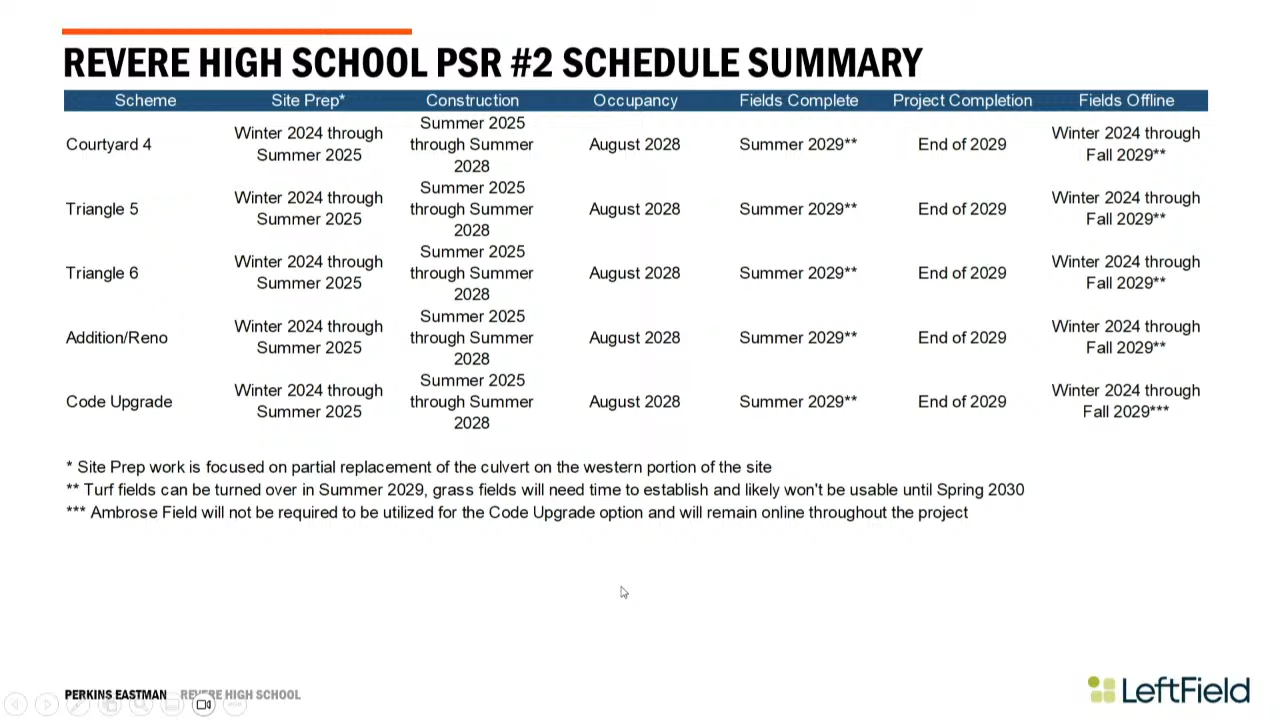 REVERE HIGH SCHOOL PSR #2 SCHEDULE SUMMARY
Scheme Site Prep* Construction Occupancy Fields Complete Project Completion Fields Offline
Courtyard 4 Winter 2024 through Summer 2025 Summer 2025 through Summer 2028 August 2028 Summer 2029** End of 2029 Winter 2024 through Fall 2029**
Triangle 5 Winter 2024 through Summer 2025 Summer 2025 through Summer 2028 August 2028 Summer 2029** End of 2029 Winter 2024 through Fall 2029**
Triangle 6 Winter 2024 through Summer 2025 Summer 2025 through Summer 2028 August 2028 Summer 2029** End of 2029 Winter 2024 through Fall 2029**
Addition/Reno Winter 2024 through Summer 2025 Summer 2025 through Summer 2028 August 2028 Summer 2029** End of 2029 Winter 2024 through Fall 2029**
Code Upgrade Winter 2024 through Summer 2025 Summer 2025 through Summer 2028 August 2028 Summer 2029** End of 2029 Winter 2024 through Fall 2029***
* Site Prep work is focused on partial replacement of the culvert on the western portion of the site
** Turf fields can be turned over in Summer 2029, grass fields will need time to establish and likely won't be usable until Spring 2030
*** Ambrose Field will not be required to be utilized for the Code Upgrade option and will remain online throughout the project
PERKINS EASTMAN REVERE HIGH SCHOOL
LeftField